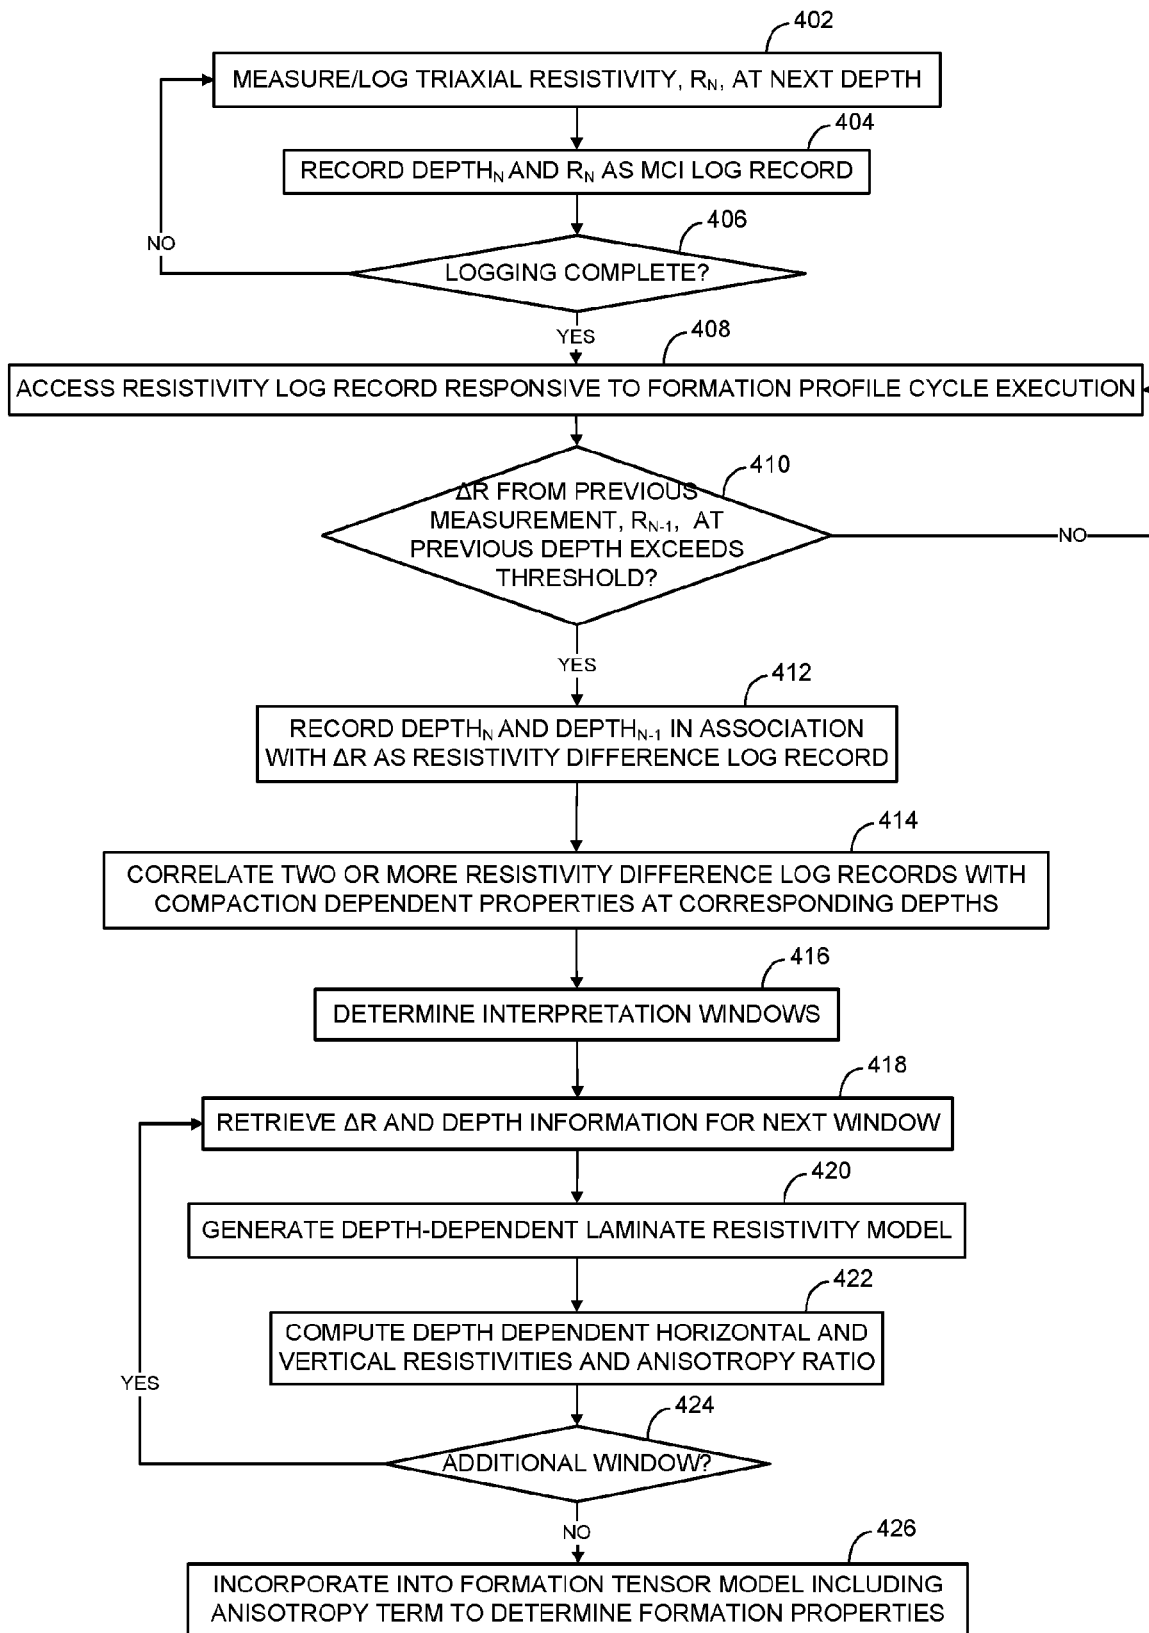 402
MEASURE/LOG TRIAXIAL RESISTIVITY, R_N, AT NEXT DEPTH
404
RECORD DEPTH_N AND R_N AS MCI LOG RECORD
406
NO
LOGGING COMPLETE?
YES
408
ACCESS RESISTIVITY LOG RECORD RESPONSIVE TO FORMATION PROFILE CYCLE EXECUTION
410
ΔR FROM PREVIOUS
MEASUREMENT, R_N-1, AT
PREVIOUS DEPTH EXCEEDS
THRESHOLD?
NO
YES
412
RECORD DEPTH_N AND DEPTH_N-1 IN ASSOCIATION
WITH ΔR AS RESISTIVITY DIFFERENCE LOG RECORD
414
CORRELATE TWO OR MORE RESISTIVITY DIFFERENCE LOG RECORDS WITH
COMPACTION DEPENDENT PROPERTIES AT CORRESPONDING DEPTHS
416
DETERMINE INTERPRETATION WINDOWS
418
RETRIEVE ΔR AND DEPTH INFORMATION FOR NEXT WINDOW
420
GENERATE DEPTH-DEPENDENT LAMINATE RESISTIVITY MODEL
422
COMPUTE DEPTH DEPENDENT HORIZONTAL AND
VERTICAL RESISTIVITIES AND ANISOTROPY RATIO
YES
424
ADDITIONAL WINDOW?
NO
426
INCORPORATE INTO FORMATION TENSOR MODEL INCLUDING
ANISOTROPY TERM TO DETERMINE FORMATION PROPERTIES